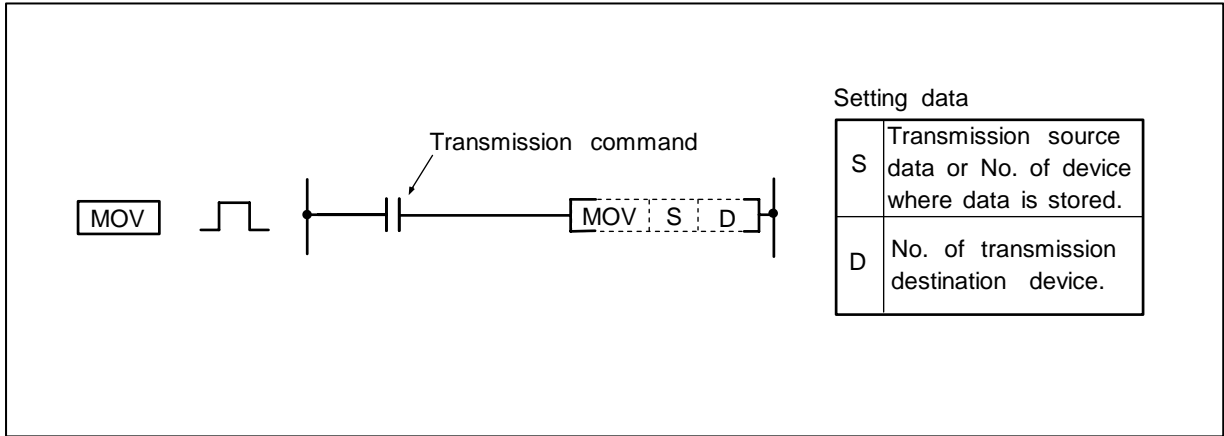 Setting data
Transmission command
MOV
MOV S D
S
Transmission source
data or No. of device
where data is stored.
D
No. of transmission
destination device.